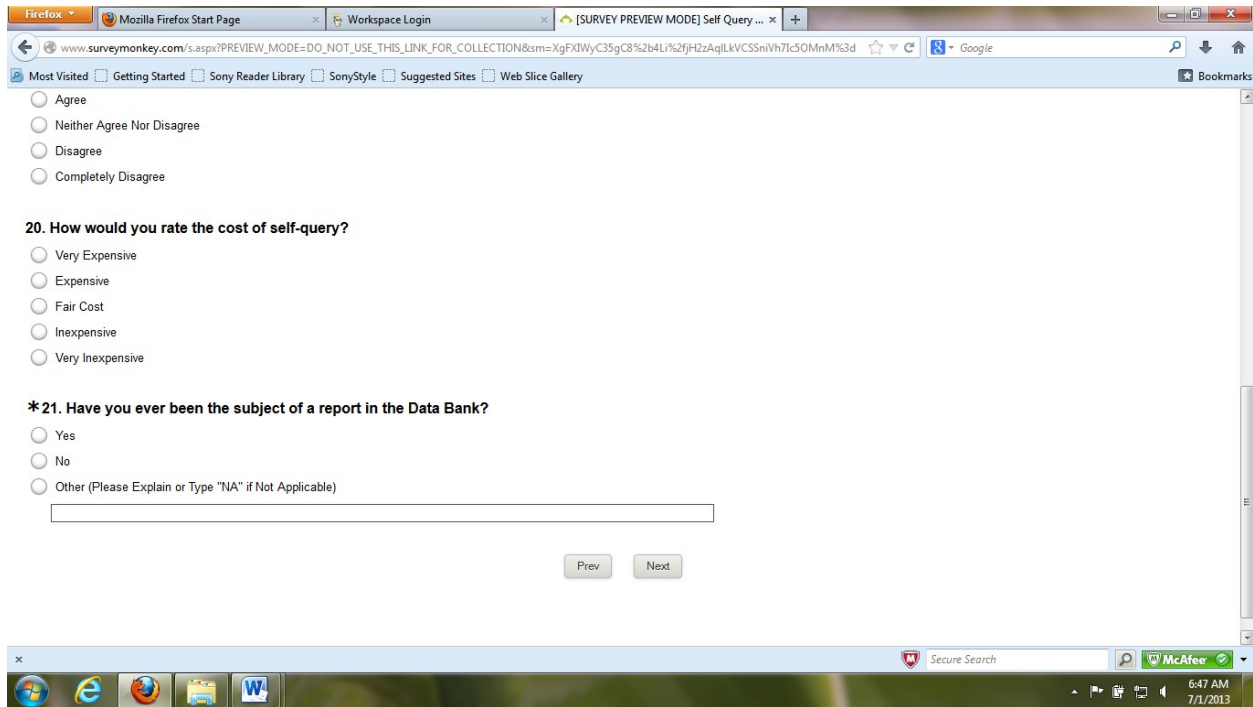 Firefox
Mozilla Firefox Start Page
Workspace Login
[SURVEY PREVIEW MODE] Self Query ...
www.surveymonkey.com/s.aspx?PREVIEW_MODE=DO_NOT_USE_THIS_LINK_FOR_COLLECTION&sm=XgFXIWyC35gC8%2b4Li%2fjH2zAqlLkVCSSniVh7Ic5OMnM%3d
Google
Most Visited Getting Started Sony Reader Library SonyStyle Suggested Sites Web Slice Gallery Bookmarks
Agree
Neither Agree Nor Disagree
Disagree
Completely Disagree
20. How would you rate the cost of self-query?
Very Expensive
Expensive
Fair Cost
Inexpensive
Very Inexpensive
*21. Have you ever been the subject of a report in the Data Bank?
Yes
No
Other (Please Explain or Type "NA" if Not Applicable)
Prev Next
Secure Search
McAfee
6:47 AM
7/1/2013